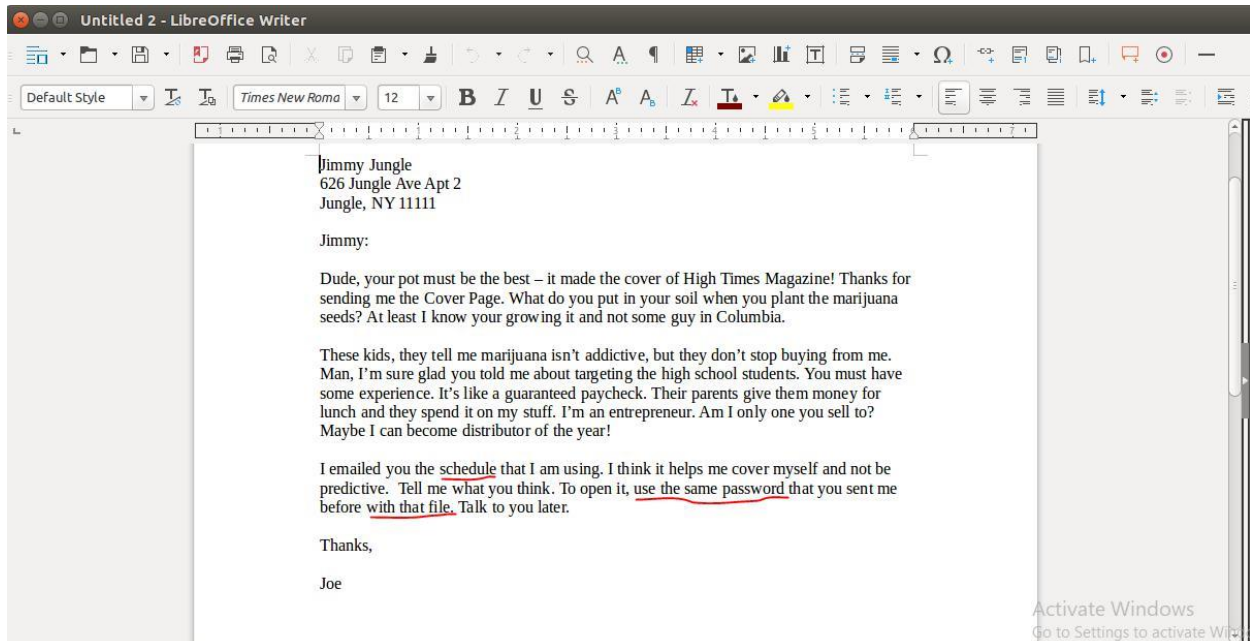 Untitled 2 - LibreOffice Writer
Default Style
Times New Roma
12
Jimmy Jungle
626 Jungle Ave Apt 2
Jungle, NY 11111
Jimmy:
Dude, your pot must be the best – it made the cover of High Times Magazine! Thanks for
sending me the Cover Page. What do you put in your soil when you plant the marijuana
seeds? At least I know your growing it and not some guy in Columbia.
These kids, they tell me marijuana isn’t addictive, but they don’t stop buying from me.
Man, I’m sure glad you told me about targeting the high school students. You must have
some experience. It’s like a guaranteed paycheck. Their parents give them money for
lunch and they spend it on my stuff. I’m an entrepreneur. Am I only one you sell to?
Maybe I can become distributor of the year!
I emailed you the schedule that I am using. I think it helps me cover myself and not be
predictive.  Tell me what you think. To open it, use the same password that you sent me
before with that file. Talk to you later.
Thanks,
Joe
Activate Windows
Go to Settings to activate